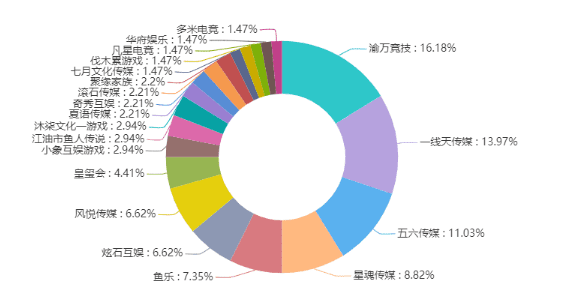 多米电竞 : 1.47%
华府娱乐 : 1.47%
凡星电竞 : 1.47%
伐木累游戏 : 1.47%
七月文化传媒 : 1.47%
聚缘家族 : 2.2%
滚石传媒 : 2.21%
奇秀互娱 : 2.21%
夏语传媒 : 2.21%
沐柒文化—游戏 : 2.94%
江油市鱼人传说 : 2.94%
小象互娱游戏 : 2.94%
皇玺会 : 4.41%
风悦传媒 : 6.62%
炫石互娱 : 6.62%
鱼乐 : 7.35%
星魂传媒 : 8.82%
五六传媒 : 11.03%
一线天传媒 : 13.97%
渝万竞技 : 16.18%